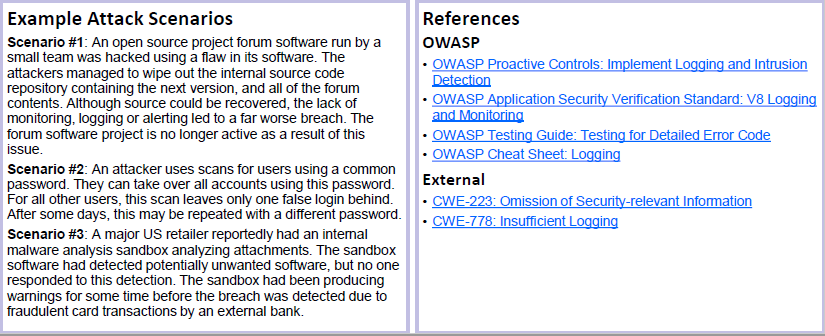 Example Attack Scenarios
Scenario #1: An open source project forum software run by a
small team was hacked using a flaw in its software. The
attackers managed to wipe out the internal source code
repository containing the next version, and all of the forum
contents. Although source could be recovered, the lack of
monitoring, logging or alerting led to a far worse breach. The
forum software project is no longer active as a result of this
issue.
Scenario #2: An attacker uses scans for users using a common
password. They can take over all accounts using this password.
For all other users, this scan leaves only one false login behind.
After some days, this may be repeated with a different password.
Scenario #3: A major US retailer reportedly had an internal
malware analysis sandbox analyzing attachments. The sandbox
software had detected potentially unwanted software, but no one
responded to this detection. The sandbox had been producing
warnings for some time before the breach was detected due to
fraudulent card transactions by an external bank.
References
OWASP
• OWASP Proactive Controls: Implement Logging and Intrusion
Detection
• OWASP Application Security Verification Standard: V8 Logging
and Monitoring
• OWASP Testing Guide: Testing for Detailed Error Code
• OWASP Cheat Sheet: Logging
External
• CWE-223: Omission of Security-relevant Information
• CWE-778: Insufficient Logging